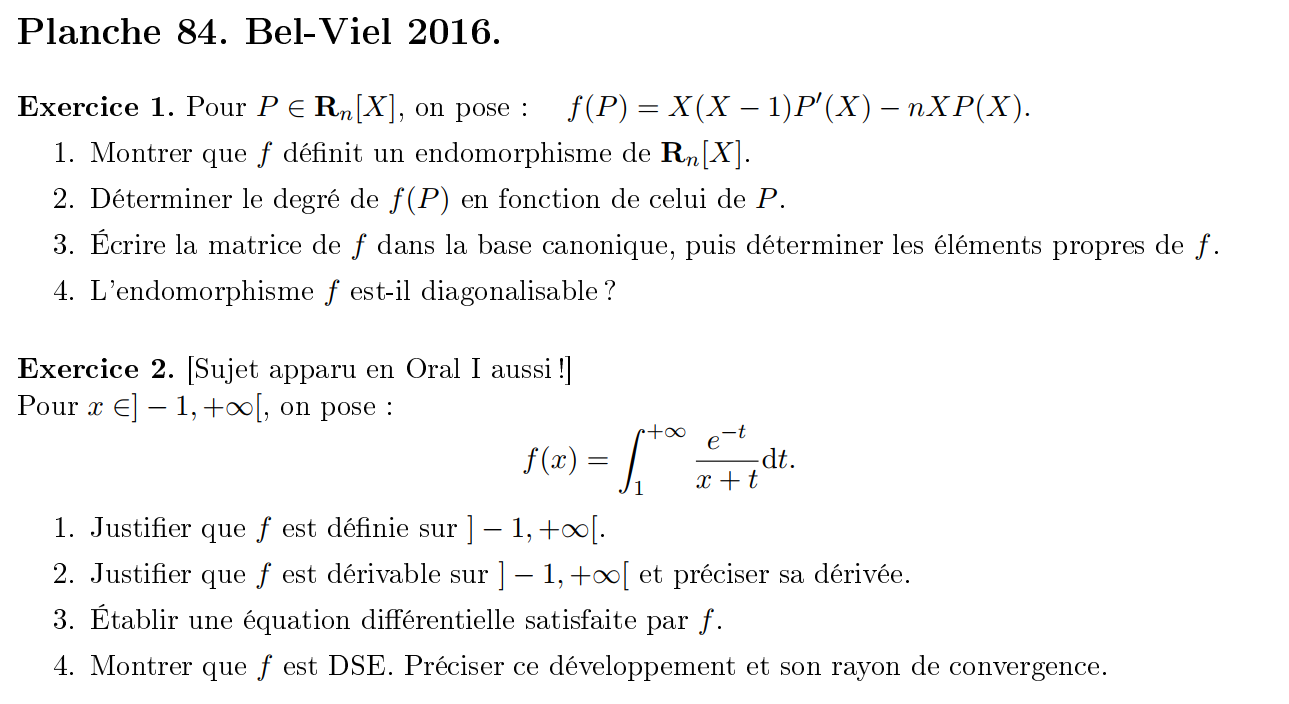 Planche 84. Bel-Viel 2016.
Exercice 1. Pour $P \in \mathbf{R}_n[X]$, on pose : $f(P) = X(X-1)P'(X) - nXP(X)$.
1. Montrer que $f$ définit un endomorphisme de $\mathbf{R}_n[X]$.
2. Déterminer le degré de $f(P)$ en fonction de celui de $P$.
3. Écrire la matrice de $f$ dans la base canonique, puis déterminer les éléments propres de $f$.
4. L'endomorphisme $f$ est-il diagonalisable ?
Exercice 2. [Sujet apparu en Oral I aussi !]
Pour $x \in ]-1, +\infty[$, on pose :
$f(x) = \int_1^{+\infty} \frac{e^{-t}}{x+t} \mathrm{d}t.$
1. Justifier que $f$ est définie sur $]-1, +\infty[$.
2. Justifier que $f$ est dérivable sur $]-1, +\infty[$ et préciser sa dérivée.
3. Établir une équation différentielle satisfaite par $f$.
4. Montrer que $f$ est DSE. Préciser ce développement et son rayon de convergence.